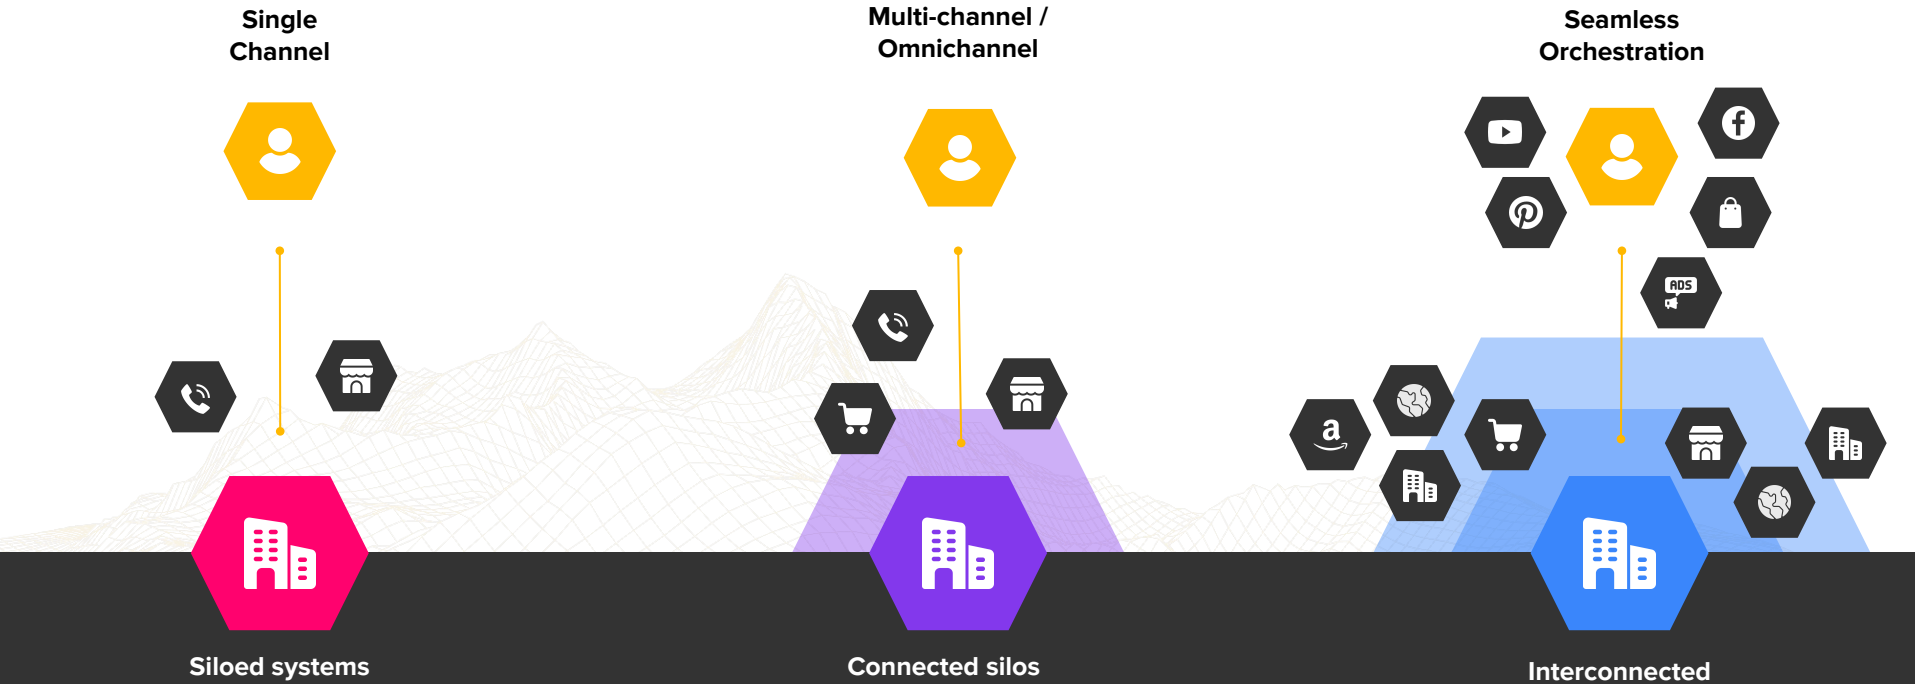 Single
Channel
Multi-channel /
Omnichannel
Seamless
Orchestration
ADS
a
Siloed systems
Connected silos
Interconnected